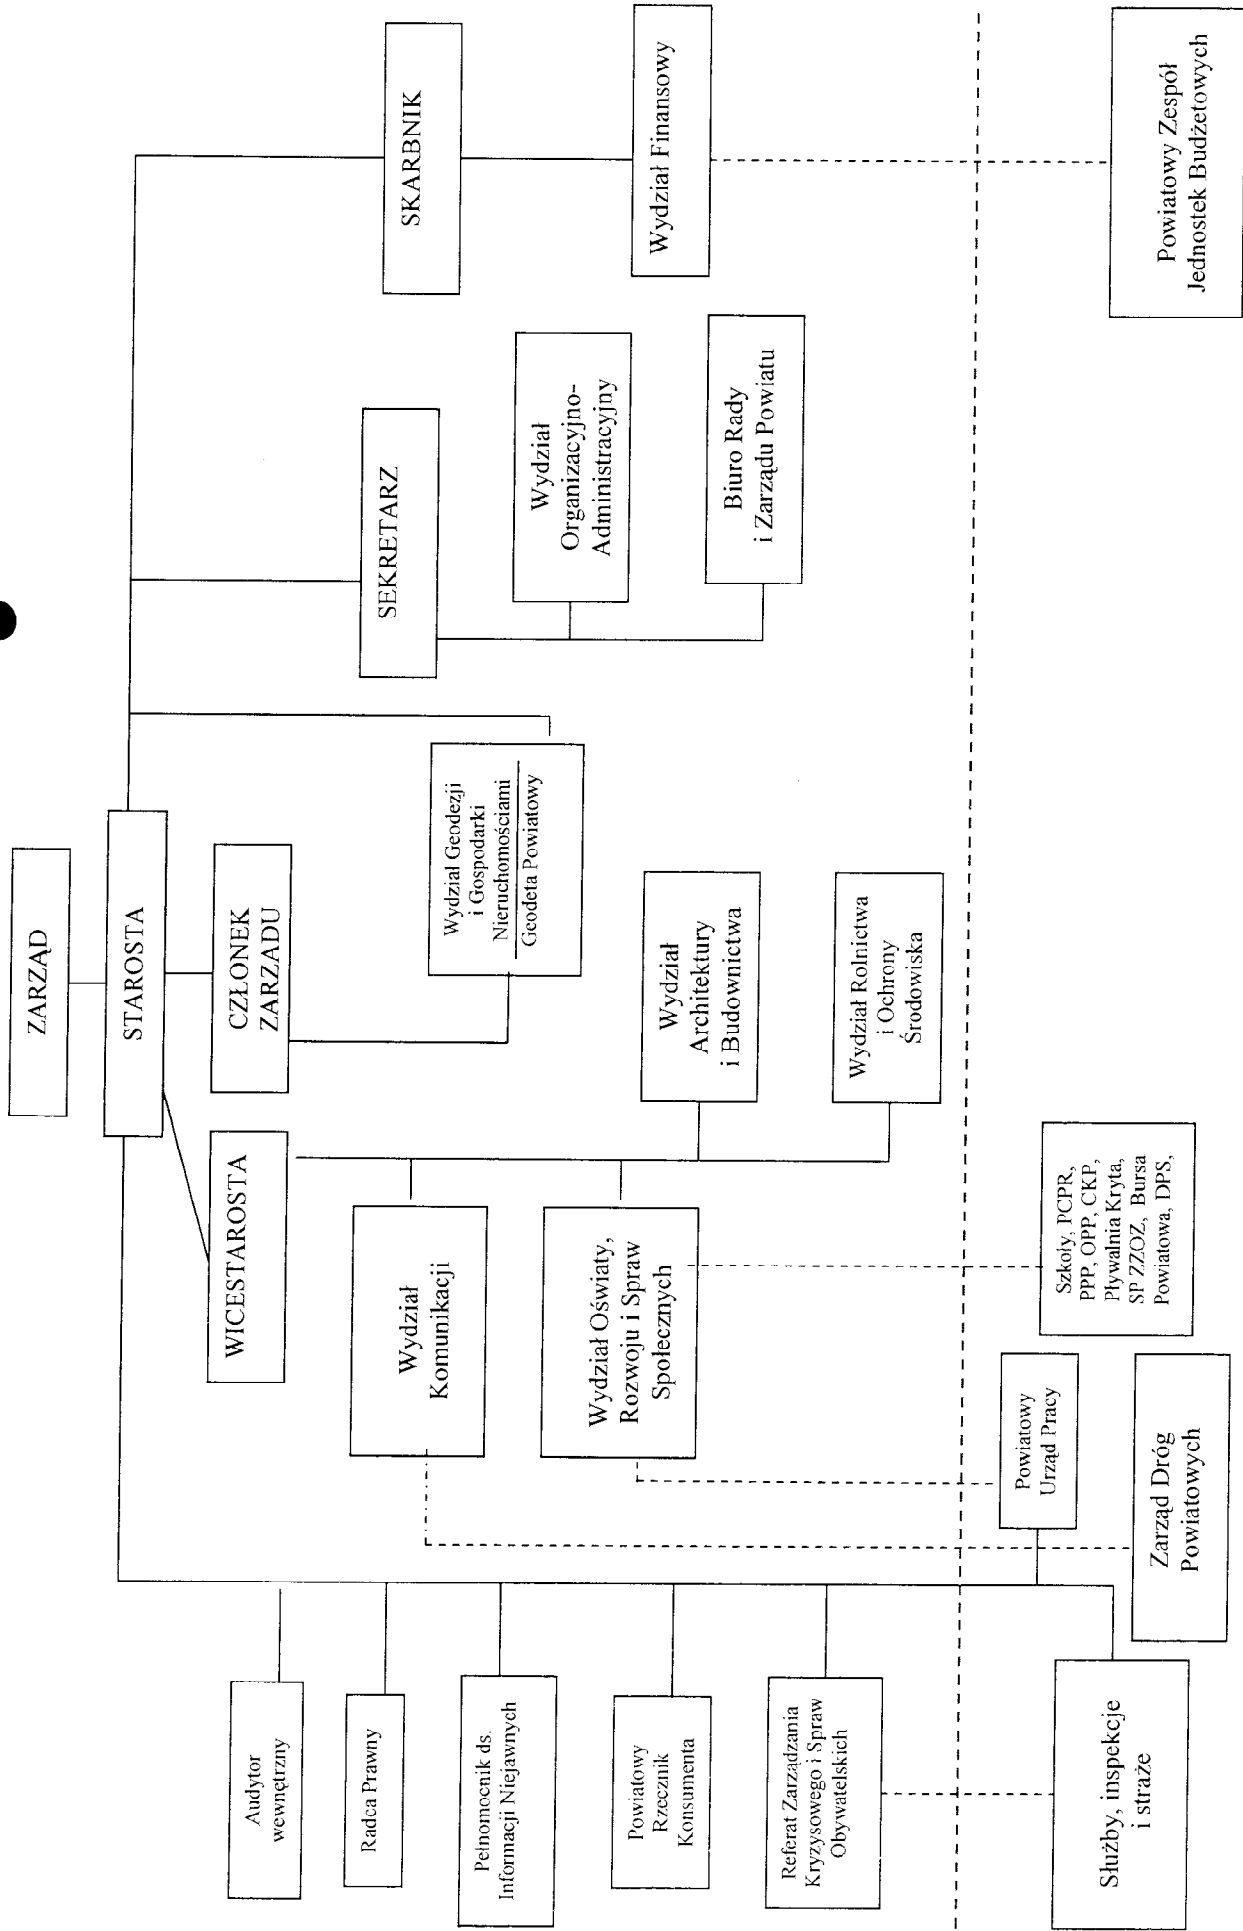 ZARZĄD
STAROSTA
WICESTAROSTA
CZŁONEK
ZARZADU
SEKRETARZ
SKARBNIK
Audytor
wewnętrzny
Radca Prawny
Pełnomocnik ds.
Informacji Niejawnych
Powiatowy
Rzecznik
Konsumenta
Referat Zarządzania
Kryzysowego i Spraw
Obywatelskich
Wydział
Komunikacji
Wydział Oświaty,
Rozwoju i Spraw
Społecznych
Wydział Geodezji
i Gospodarki
Nieruchomościami
Geodeta Powiatowy
Wydział
Architektury
i Budownictwa
Wydział Rolnictwa
i Ochrony
Środowiska
Wydział
Organizacyjno-
Administracyjny
Biuro Rady
i Zarządu Powiatu
Wydział Finansowy
Służby, inspekcje
i straże
Zarząd Dróg
Powiatowych
Powiatowy
Urząd Pracy
Szkoły, PCPR,
PPP, OPP, CKP,
Pływalnia Kryta,
SP ZZOZ, Bursa
Powiatowa, DPS,
Powiatowy Zespół
Jednostek Budżetowych